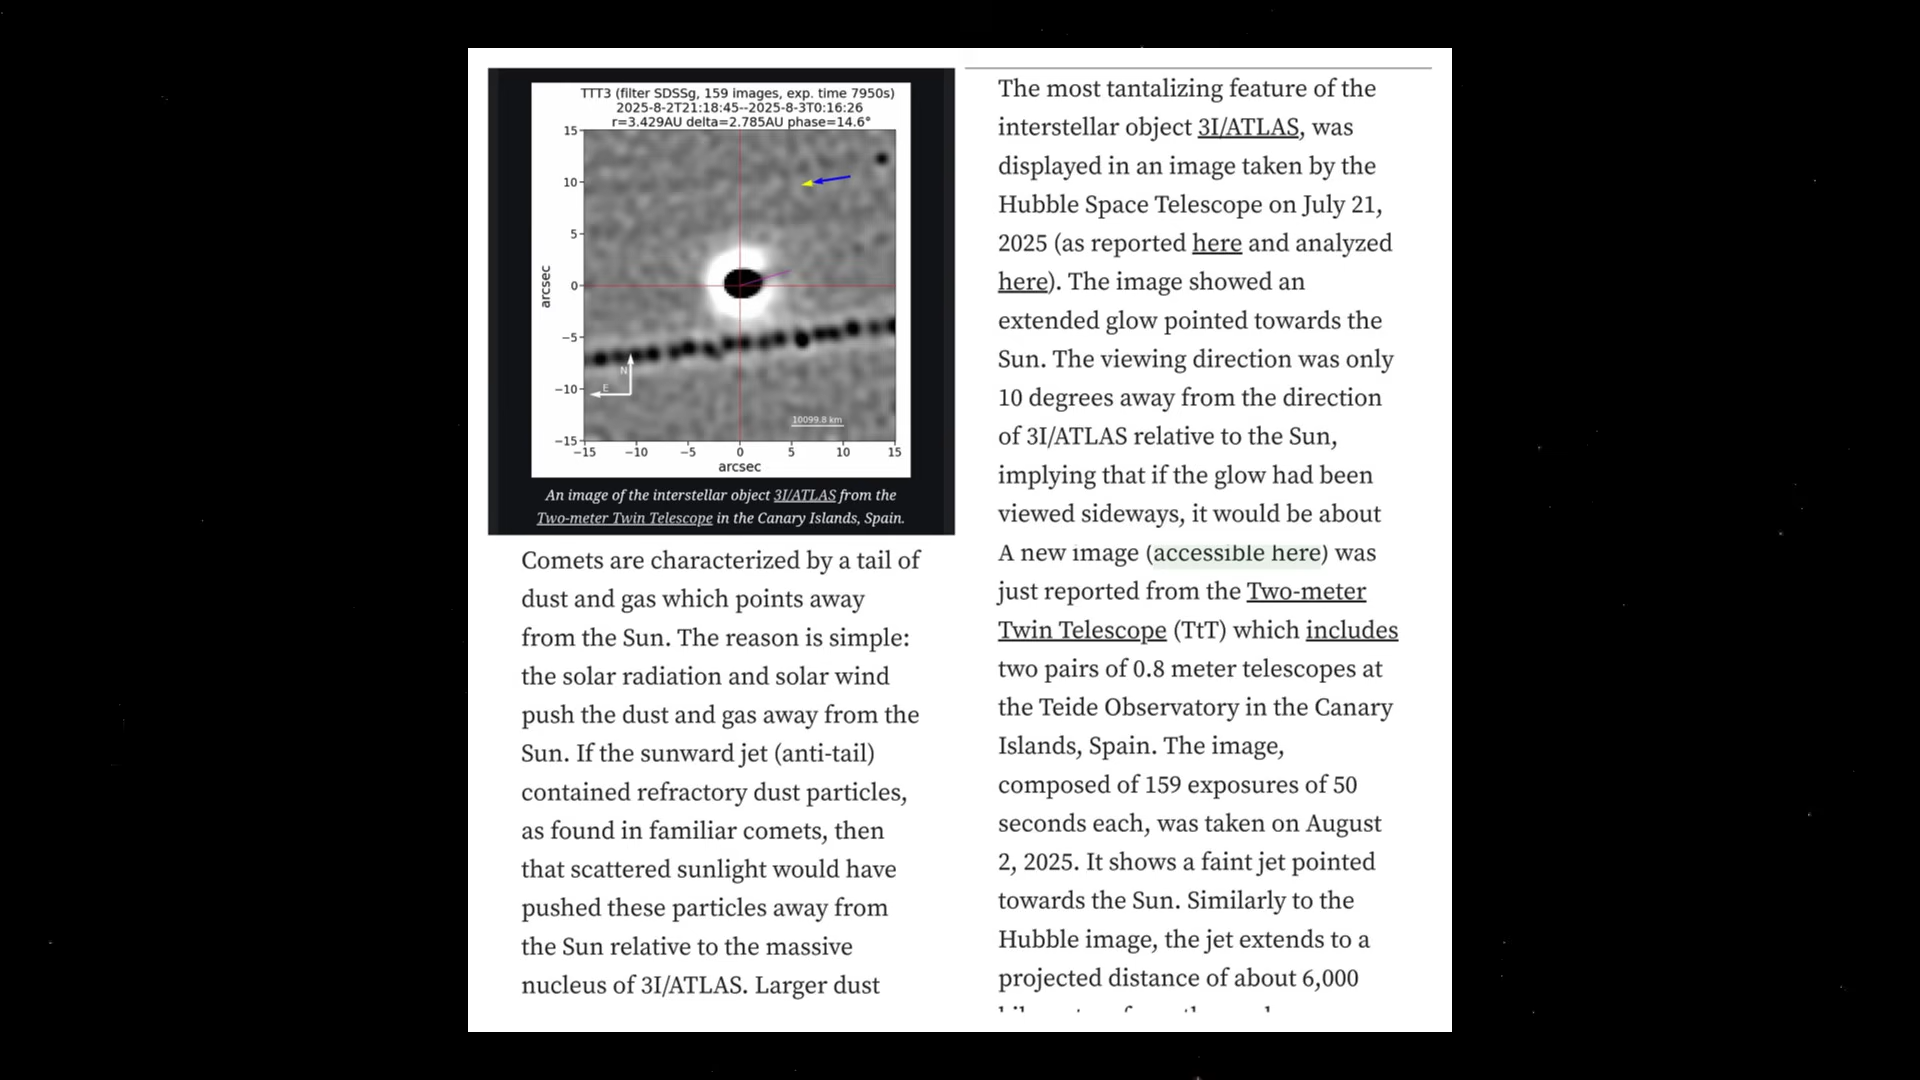 TTT3 (filter SDSSg, 159 images, exp. time 7950s)
2025-8-2T21:18:45--2025-8-3T0:16:26
r=3.429AU delta=2.785AU phase=14.6°
15
10
5
0
−5
−10
−15
arcsec
N
E
10099.8 km
−15 −10 −5 0 5 10 15
arcsec
An image of the interstellar object 3I/ATLAS from the
Two-meter Twin Telescope in the Canary Islands, Spain.
Comets are characterized by a tail of
dust and gas which points away
from the Sun. The reason is simple:
the solar radiation and solar wind
push the dust and gas away from the
Sun. If the sunward jet (anti-tail)
contained refractory dust particles,
as found in familiar comets, then
that scattered sunlight would have
pushed these particles away from
the Sun relative to the massive
nucleus of 3I/ATLAS. Larger dust
The most tantalizing feature of the
interstellar object 3I/ATLAS, was
displayed in an image taken by the
Hubble Space Telescope on July 21,
2025 (as reported here and analyzed
here). The image showed an
extended glow pointed towards the
Sun. The viewing direction was only
10 degrees away from the direction
of 3I/ATLAS relative to the Sun,
implying that if the glow had been
viewed sideways, it would be about
A new image (accessible here) was
just reported from the Two-meter
Twin Telescope (TtT) which includes
two pairs of 0.8 meter telescopes at
the Teide Observatory in the Canary
Islands, Spain. The image,
composed of 159 exposures of 50
seconds each, was taken on August
2, 2025. It shows a faint jet pointed
towards the Sun. Similarly to the
Hubble image, the jet extends to a
projected distance of about 6,000